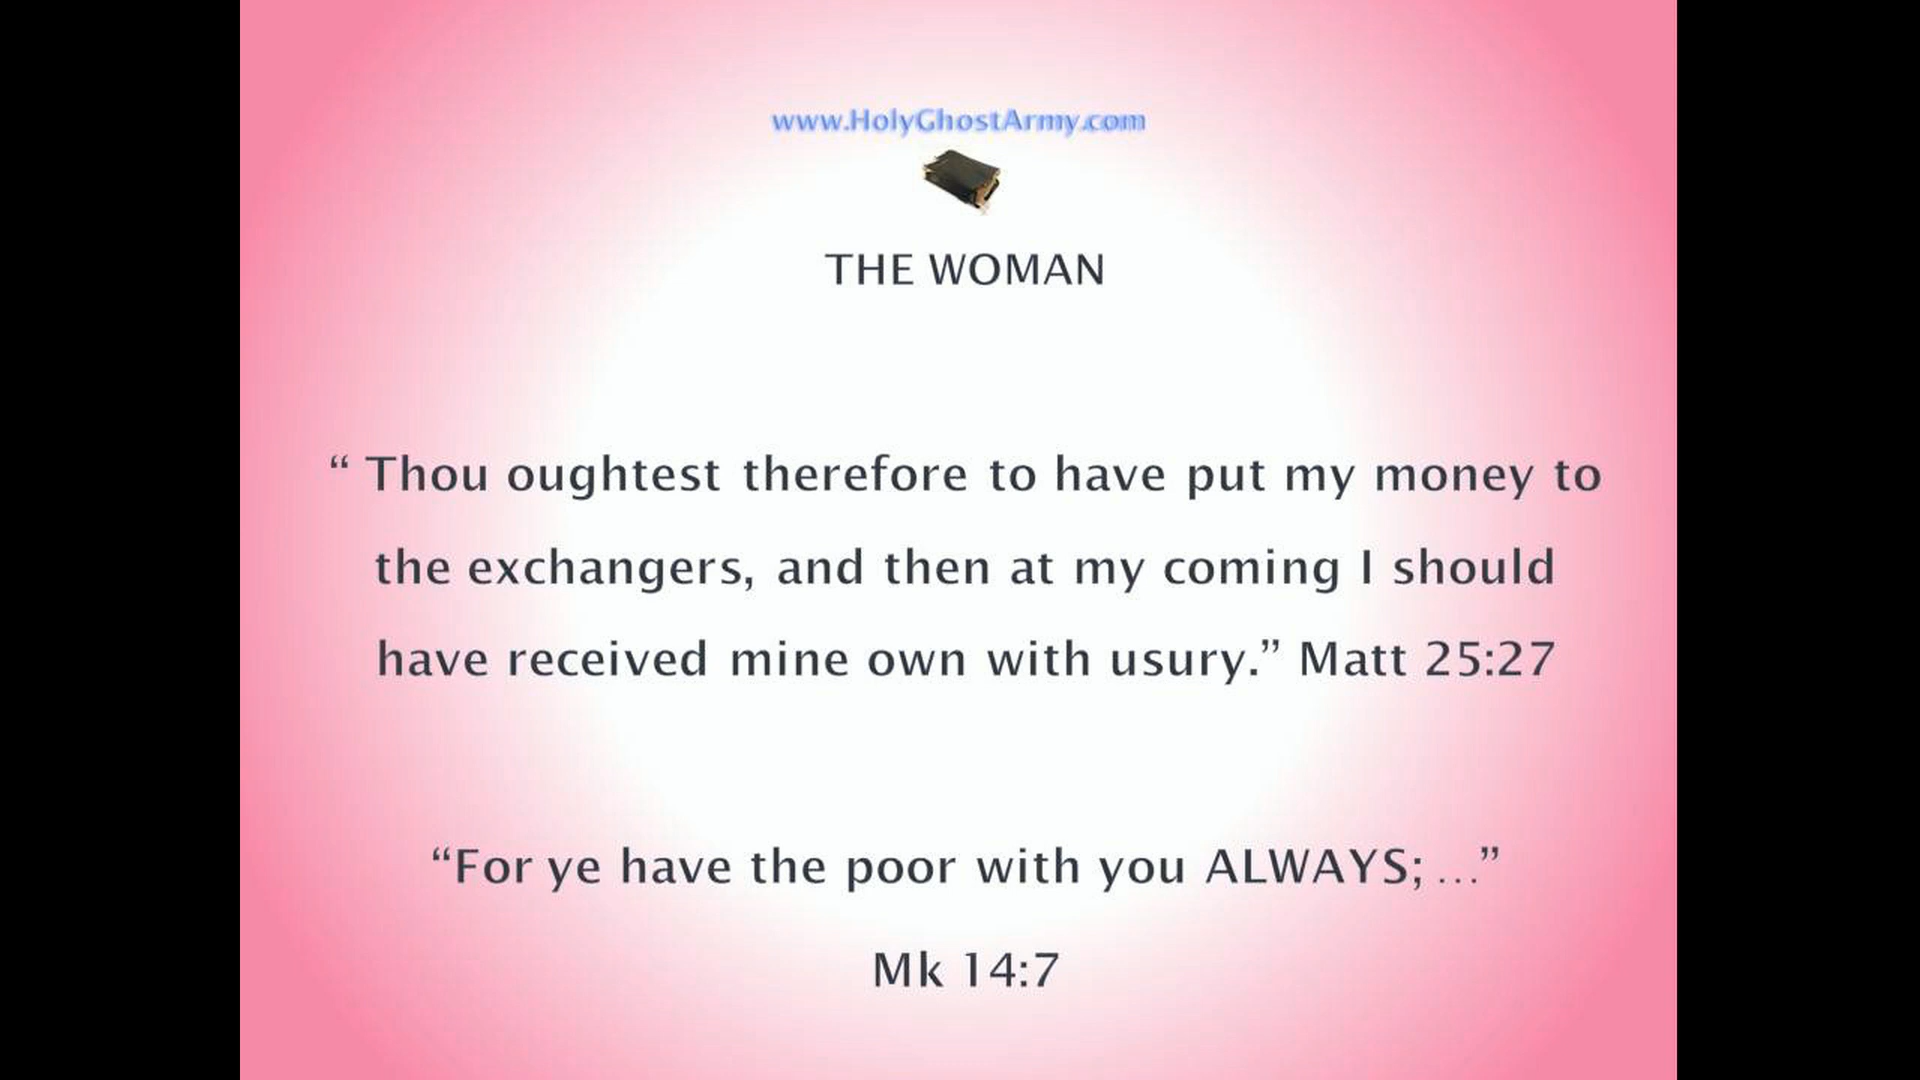 www.HolyGhostArmy.com
THE WOMAN
“ Thou oughtest therefore to have put my money to
the exchangers, and then at my coming I should
have received mine own with usury.” Matt 25:27
“For ye have the poor with you ALWAYS; ...”
Mk 14:7